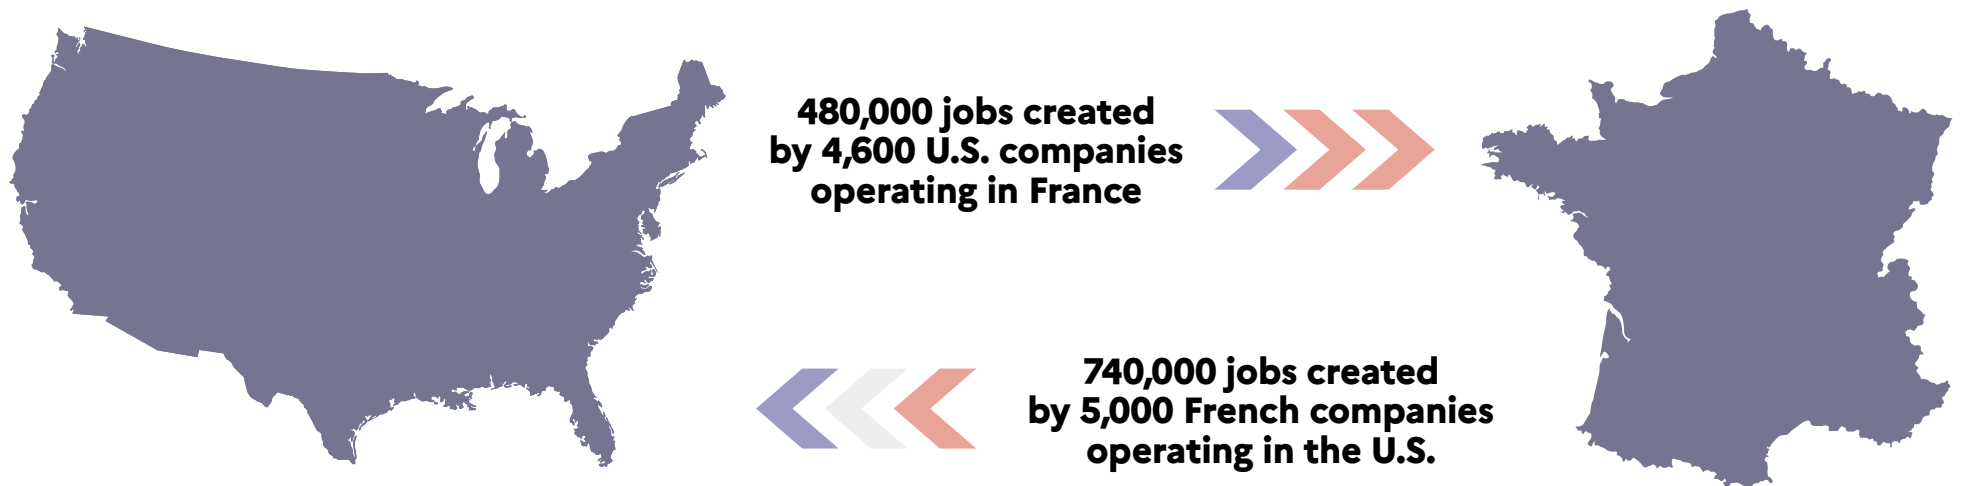 480,000 jobs created
by 4,600 U.S. companies
operating in France
740,000 jobs created
by 5,000 French companies
operating in the U.S.